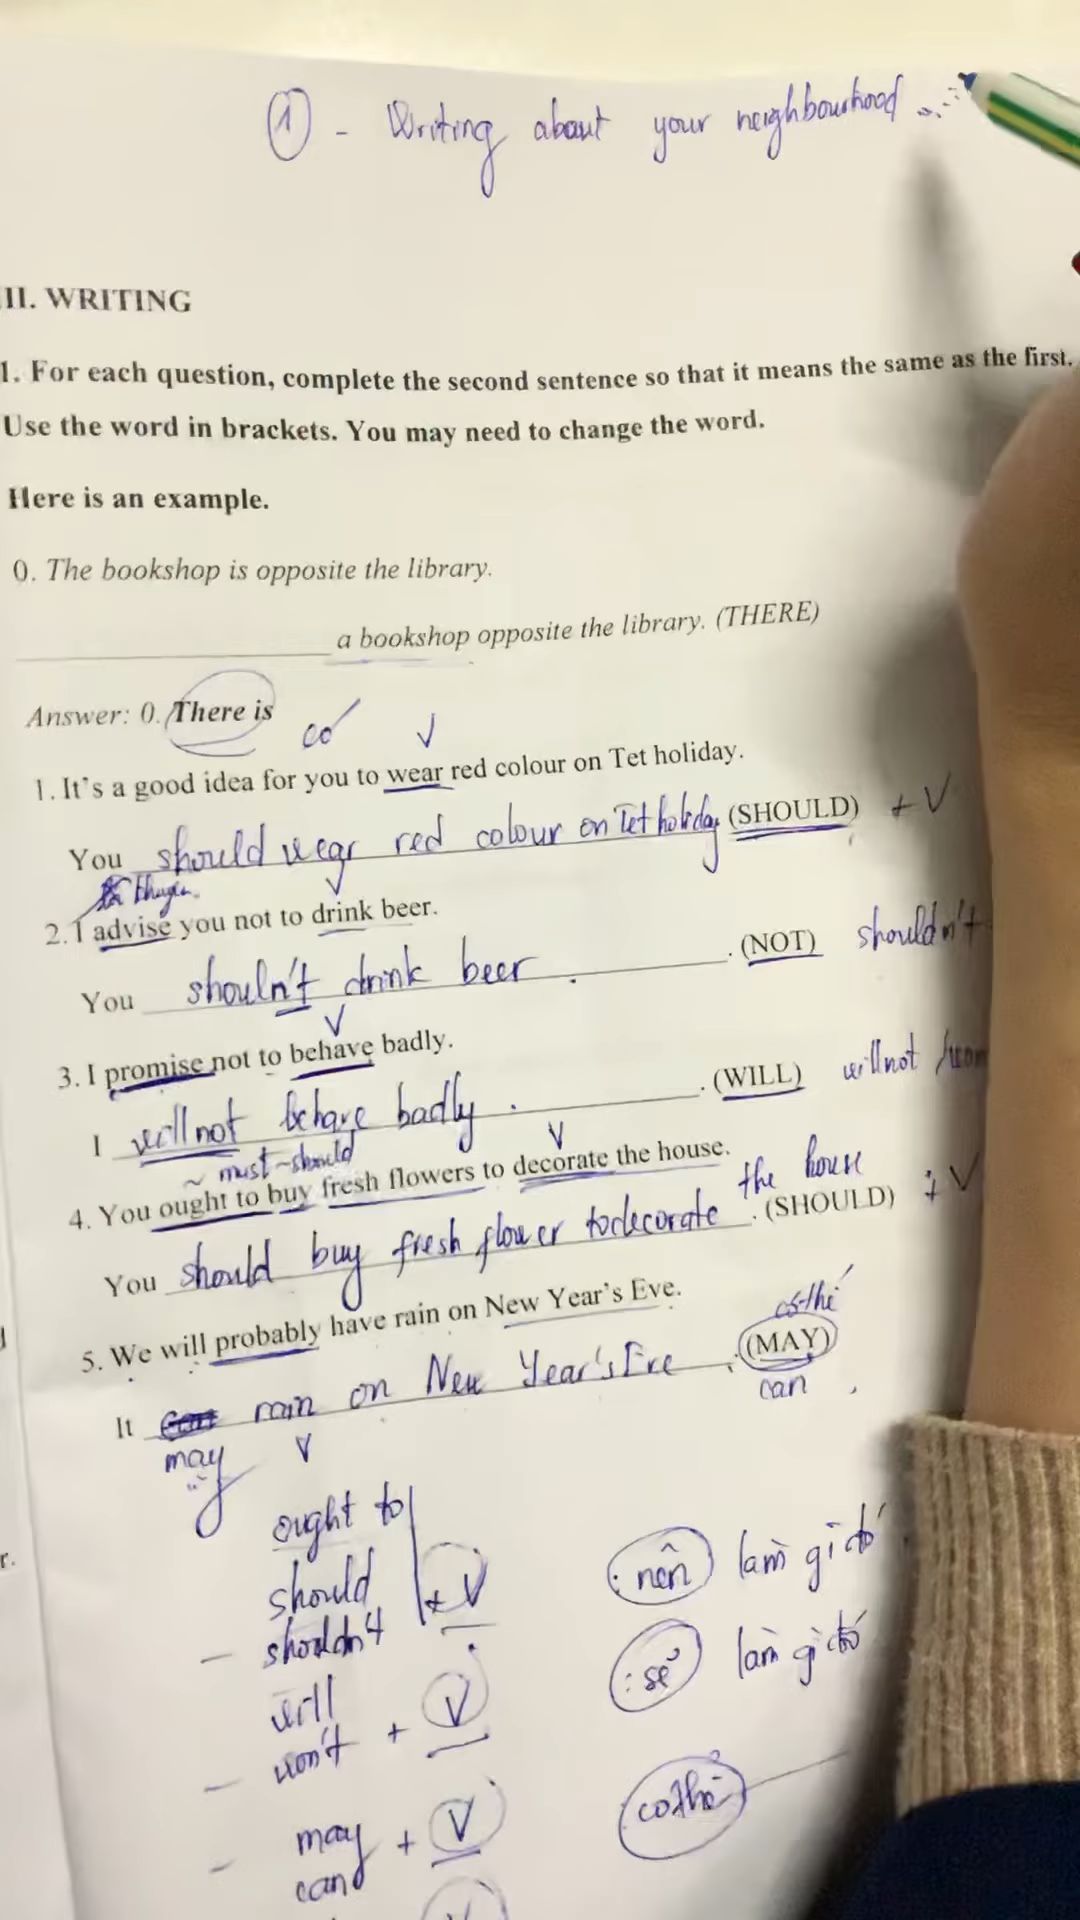 ① - Writing about your neighbourhood ....
II. WRITING
1. For each question, complete the second sentence so that it means the same as the first.
Use the word in brackets. You may need to change the word.
Here is an example.
0. The bookshop is opposite the library.
____________ a bookshop opposite the library. (THERE)
Answer: 0. There is
có V
1. It's a good idea for you to wear red colour on Tet holiday.
You should wear red colour on Tet holiday (SHOULD) + V
khuyên
V
2. I advise you not to drink beer.
You shouln't drink beer. (NOT) shouldn't
V
3. I promise not to behave badly.
I will not behave badly. (WILL) will not
~ must ~ should V
4. You ought to buy fresh flowers to decorate the house.
You should buy fresh flower to decorate the house. (SHOULD) + V
5. We will probably have rain on New Year's Eve.
có thể
It may rain on New Year's Eve. (MAY)
V can
ought to
should + V : nên làm gì đó
- shouldn't
will : sẽ làm gì đó
- won't + V
- may + V có thể
can
V